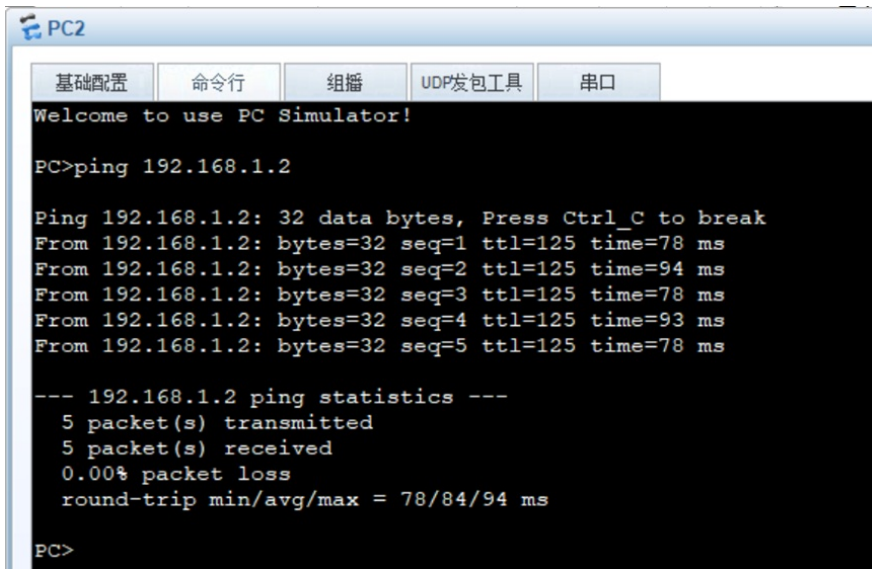 PC2
基础配置 命令行 组播 UDP发包工具 串口
Welcome to use PC Simulator!
PC>ping 192.168.1.2
Ping 192.168.1.2: 32 data bytes, Press Ctrl_C to break
From 192.168.1.2: bytes=32 seq=1 ttl=125 time=78 ms
From 192.168.1.2: bytes=32 seq=2 ttl=125 time=94 ms
From 192.168.1.2: bytes=32 seq=3 ttl=125 time=78 ms
From 192.168.1.2: bytes=32 seq=4 ttl=125 time=93 ms
From 192.168.1.2: bytes=32 seq=5 ttl=125 time=78 ms
--- 192.168.1.2 ping statistics ---
5 packet(s) transmitted
5 packet(s) received
0.00% packet loss
round-trip min/avg/max = 78/84/94 ms
PC>